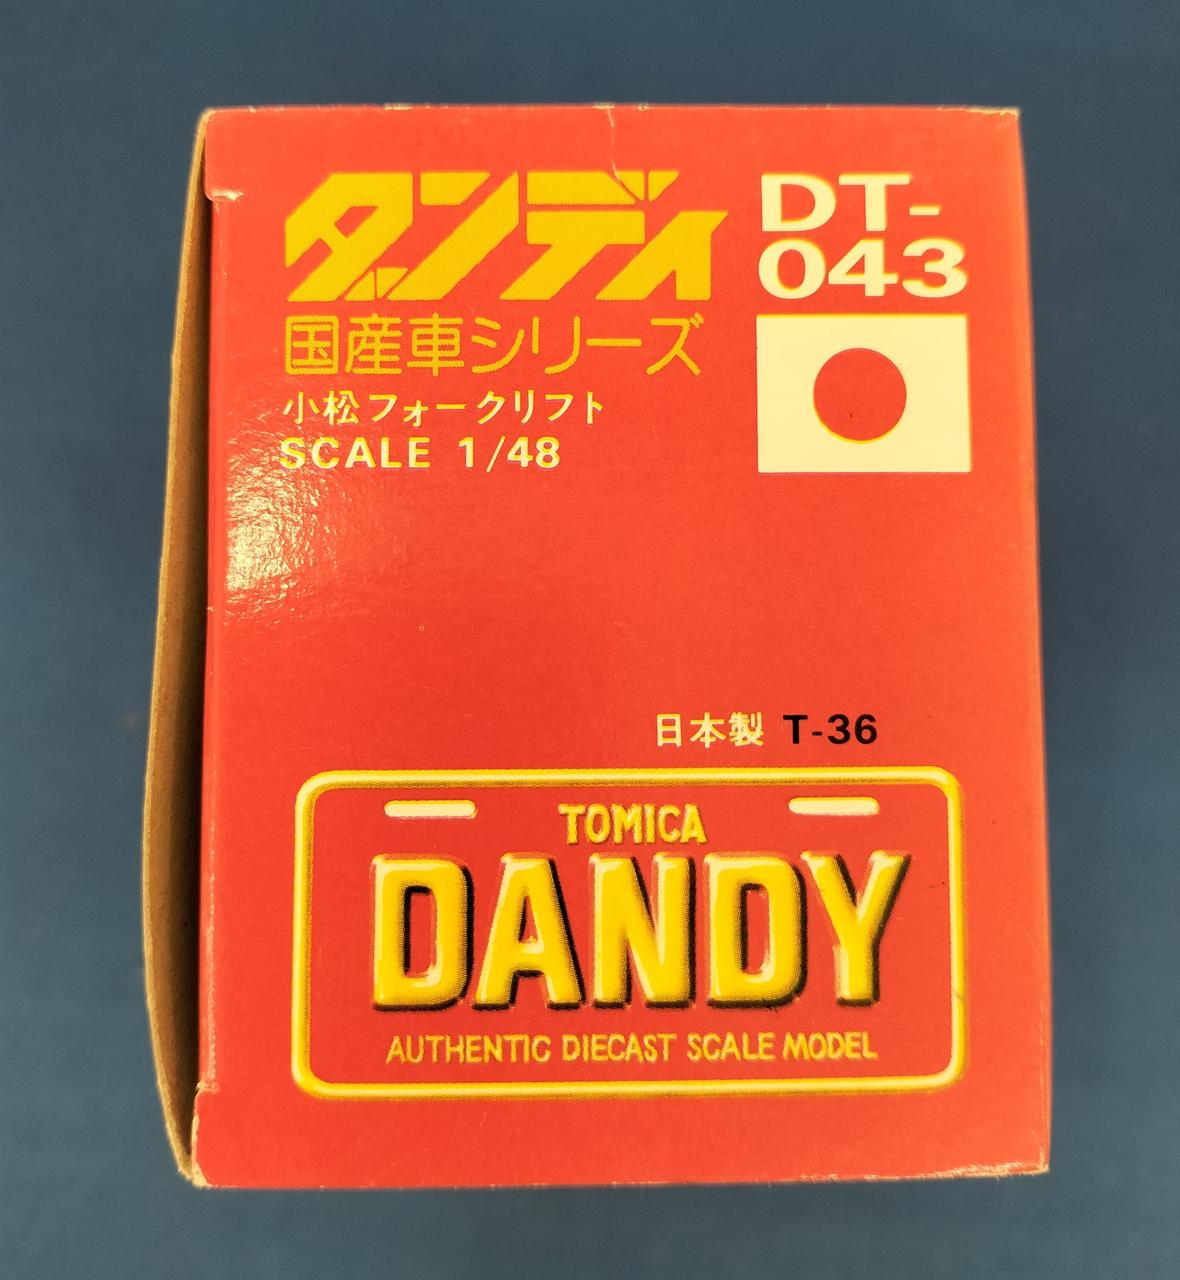 ダンディ
DT-
043
国産車シリーズ
小松フォークリフト
SCALE 1/48
日本製 T-36
TOMICA
DANDY
AUTHENTIC DIECAST SCALE MODEL